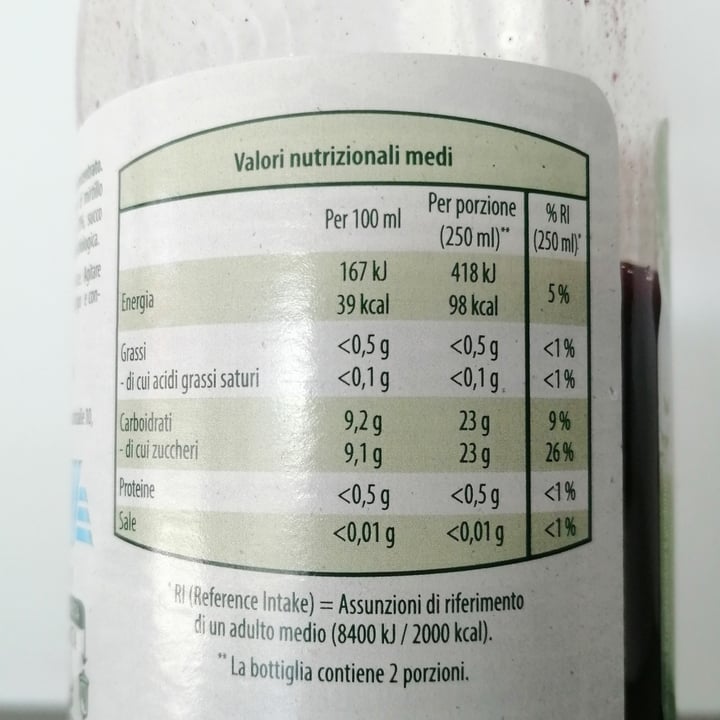 Valori nutrizionali medi
Per 100 ml Per porzione (250 ml)** % RI (250 ml)*
Energia 167 kJ 418 kJ 5%
39 kcal 98 kcal
Grassi <0,5 g <0,5 g <1%
- di cui acidi grassi saturi <0,1 g <0,1 g <1%
Carboidrati 9,2 g 23 g 9%
- di cui zuccheri 9,1 g 23 g 26%
Proteine <0,5 g <0,5 g <1%
Sale <0,01 g <0,01 g <1%
* RI (Reference Intake) = Assunzioni di riferimento
di un adulto medio (8400 kJ / 2000 kcal).
** La bottiglia contiene 2 porzioni.
succo
Agitare